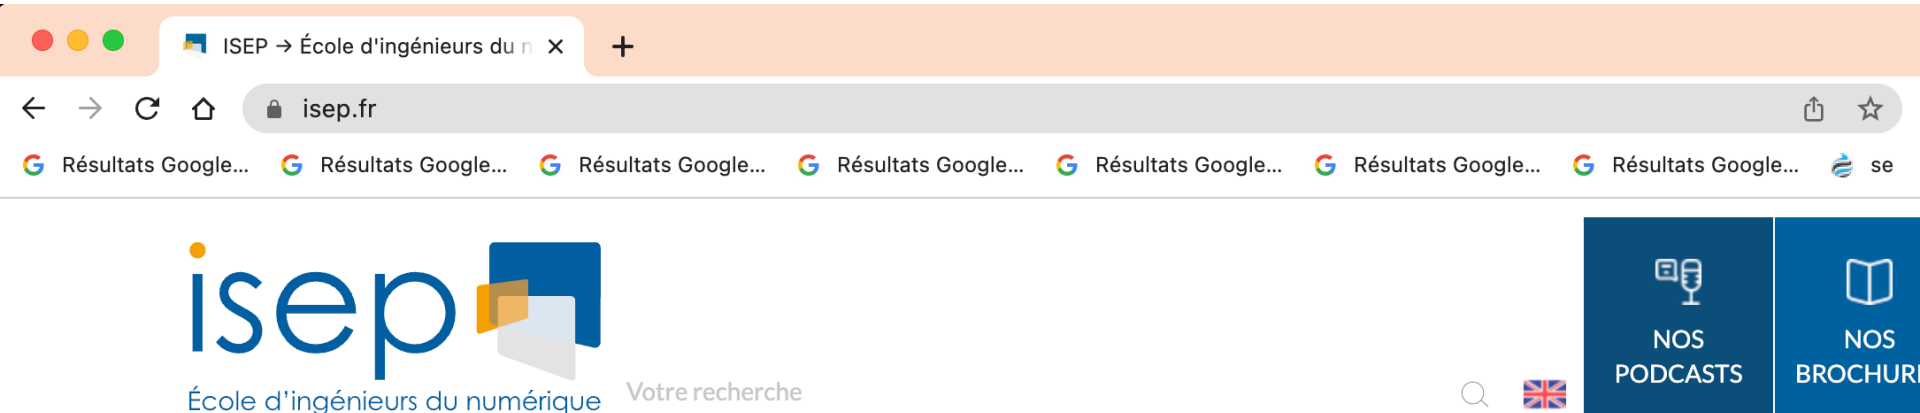 ISEP → École d'ingénieurs du n
isep.fr
Résultats Google... Résultats Google... Résultats Google... Résultats Google... Résultats Google... Résultats Google... Résultats Google... se
isep
École d'ingénieurs du numérique
Votre recherche
NOS
PODCASTS
NOS
BROCHURE